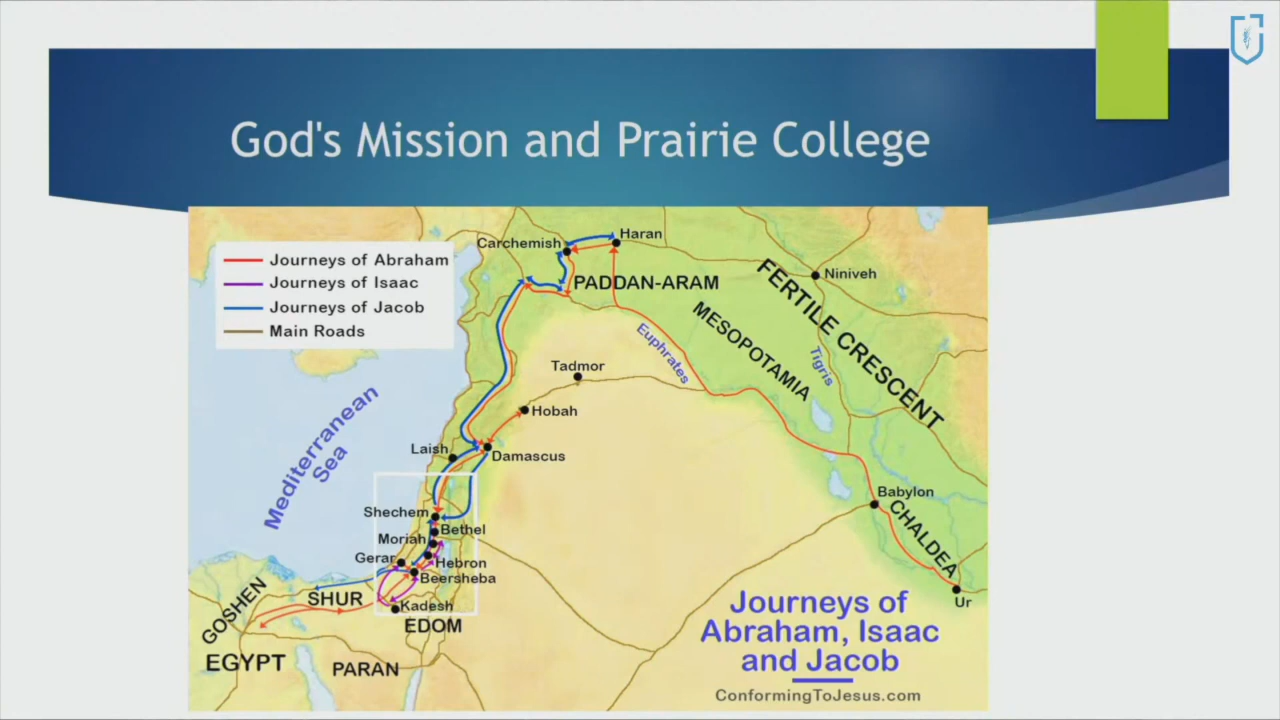 God's Mission and Prairie College
Journeys of Abraham
Journeys of Isaac
Journeys of Jacob
Main Roads
Carchemish
Haran
PADDAN-ARAM
Niniveh
FERTILE CRESCENT
MESOPOTAMIA
Euphrates
Tigris
Tadmor
Hobah
Mediterranean
Sea
Laish
Damascus
Shechem
Bethel
Moriah
Gerar
Hebron
Beersheba
Babylon
CHALDEA
Ur
GOSHEN
SHUR
Kadesh
EDOM
EGYPT
PARAN
Journeys of
Abraham, Isaac
and Jacob
ConformingToJesus.com